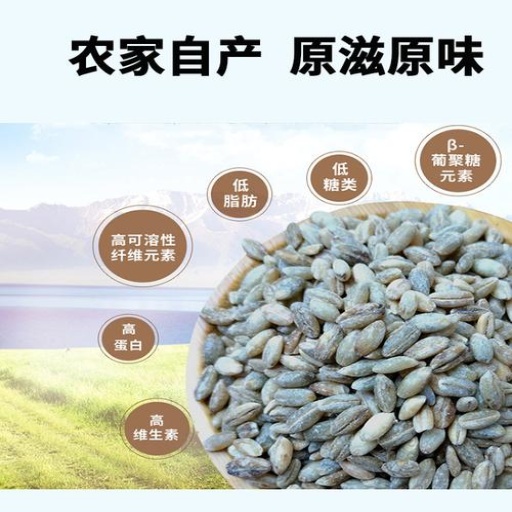 农家自产 原滋原味
β-
葡聚糖
元素
低
糖类
低
脂肪
高可溶性
纤维元素
高
蛋白
高
维生素